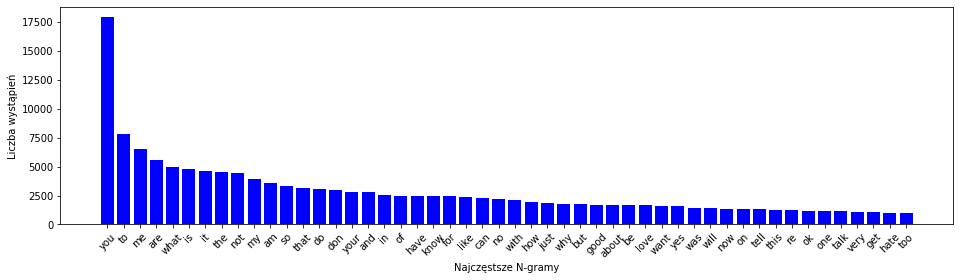 17500
15000
12500
10000
7500
5000
2500
0
Liczba wystąpień
you to me are what is it the not my am so that do don your and in of have know for like can no with how just why but good about be love want yes was will now on tell this re ok one talk very get hate too
Najczęstsze N-gramy